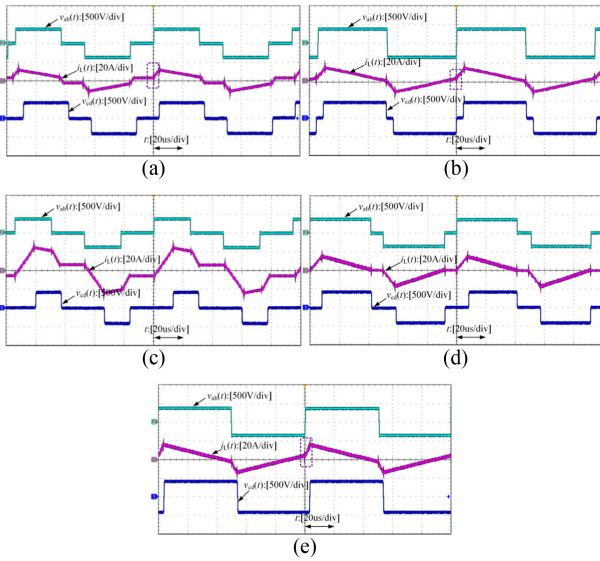 vab(t):[500V/div]
iL(t):[20A/div]
vcd(t):[500V/div]
t:[20us/div]
(a)
vab(t):[500V/div]
iL(t):[20A/div]
vcd(t):[500V/div]
t:[20us/div]
(b)
vab(t):[500V/div]
iL(t):[20A/div]
vcd(t):[500V/div]
t:[20us/div]
(c)
vab(t):[500V/div]
iL(t):[20A/div]
vcd(t):[500V/div]
t:[20us/div]
(d)
vab(t):[500V/div]
iL(t):[20A/div]
vcd(t):[500V/div]
t:[20us/div]
(e)